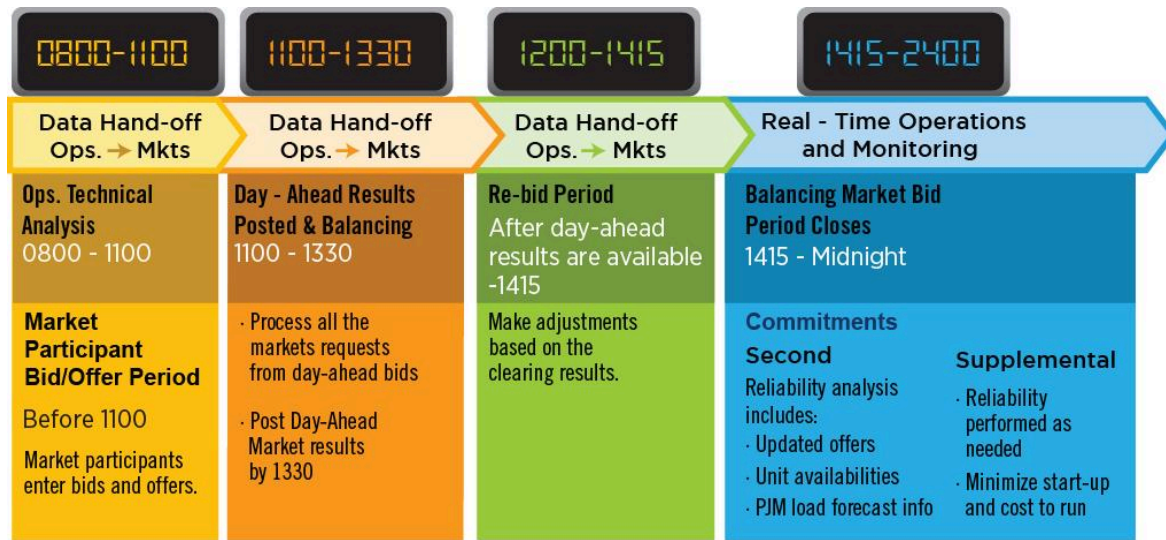 0800-1100
1100-1330
1200-1415
1415-2400
Data Hand-off
Ops. → Mkts
Data Hand-off
Ops. → Mkts
Data Hand-off
Ops. → Mkts
Real - Time Operations
and Monitoring
Ops. Technical
Analysis
0800 - 1100
Day - Ahead Results
Posted & Balancing
1100 - 1330
Re-bid Period
After day-ahead
results are available
-1415
Balancing Market Bid
Period Closes
1415 - Midnight
Market
Participant
Bid/Offer Period
Before 1100
Market participants
enter bids and offers.
· Process all the
markets requests
from day-ahead bids
· Post Day-Ahead
Market results
by 1330
Make adjustments
based on the
clearing results.
Commitments
Second
Reliability analysis
includes:
· Updated offers
· Unit availabilities
· PJM load forecast info
Supplemental
· Reliability
performed as
needed
· Minimize start-up
and cost to run